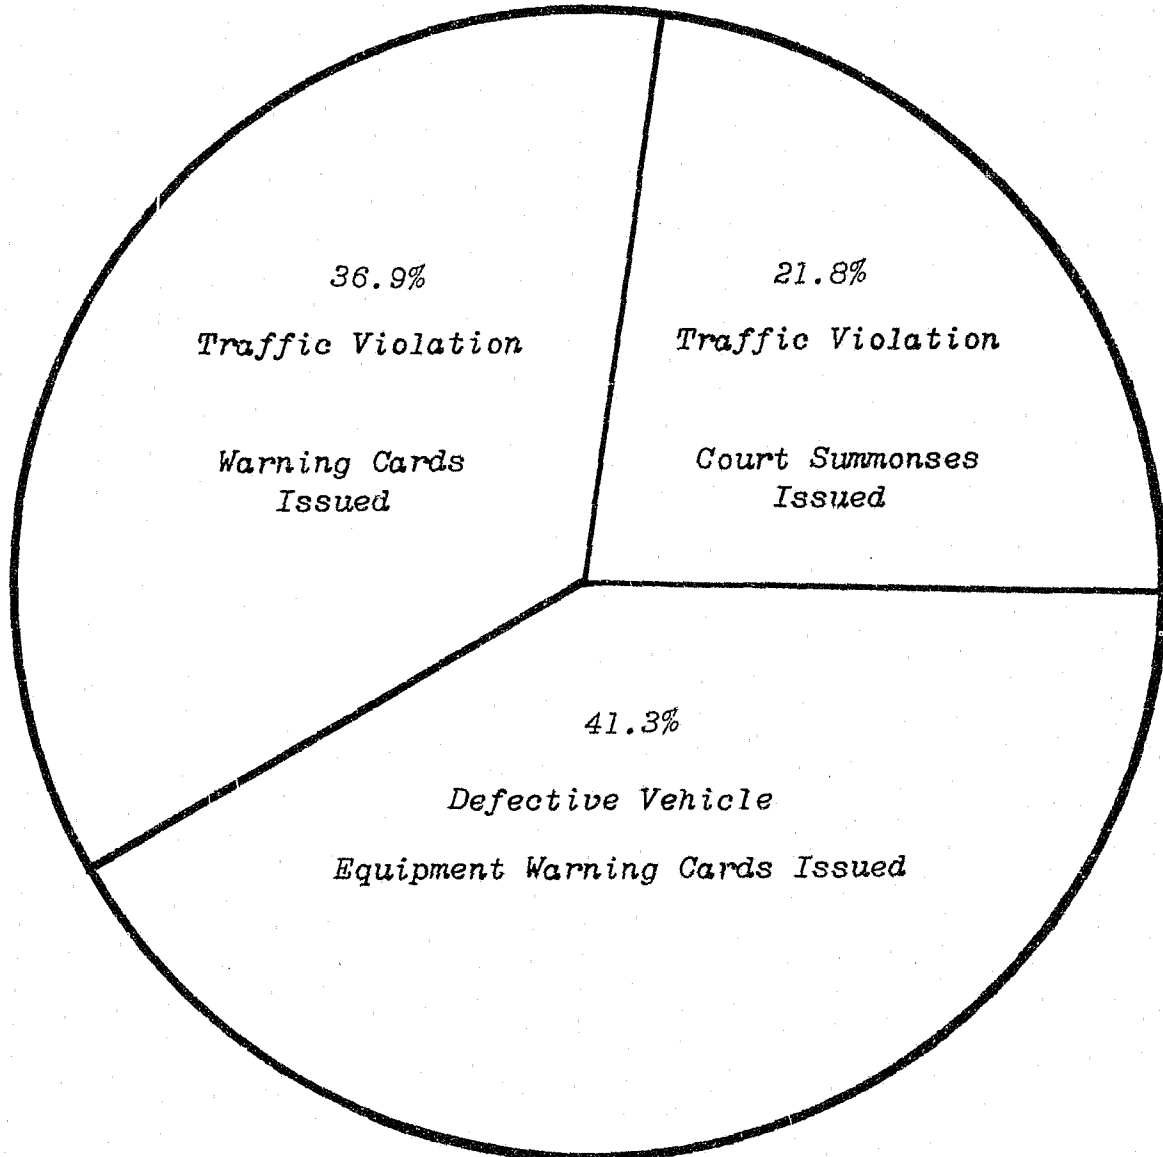 36.9%
Traffic Violation
Warning Cards
Issued
21.8%
Traffic Violation
Court Summonses
Issued
41.3%
Defective Vehicle
Equipment Warning Cards Issued